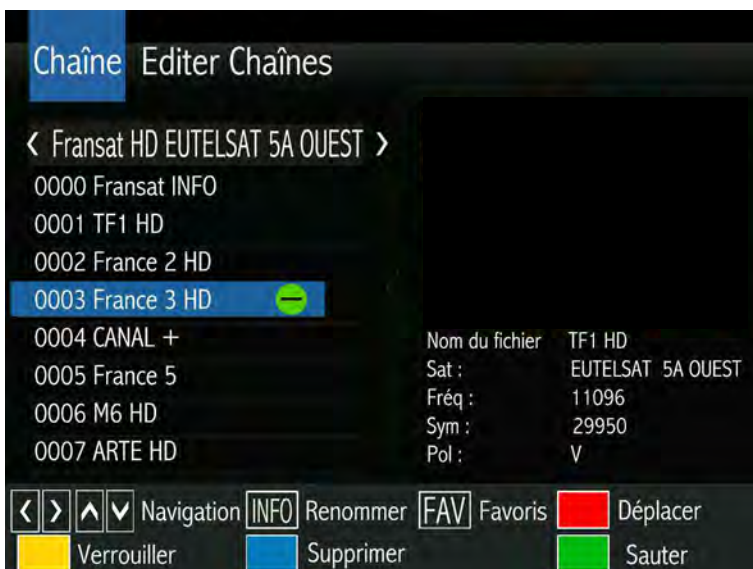 Chaîne Editer Chaînes
< Fransat HD EUTELSAT 5A OUEST >
0000 Fransat INFO
0001 TF1 HD
0002 France 2 HD
0003 France 3 HD
0004 CANAL +
0005 France 5
0006 M6 HD
0007 ARTE HD
Nom du fichier TF1 HD
Sat : EUTELSAT 5A OUEST
Fréq : 11096
Sym : 29950
Pol : V
Navigation INFO Renommer FAV Favoris Déplacer
Verrouiller Supprimer Sauter